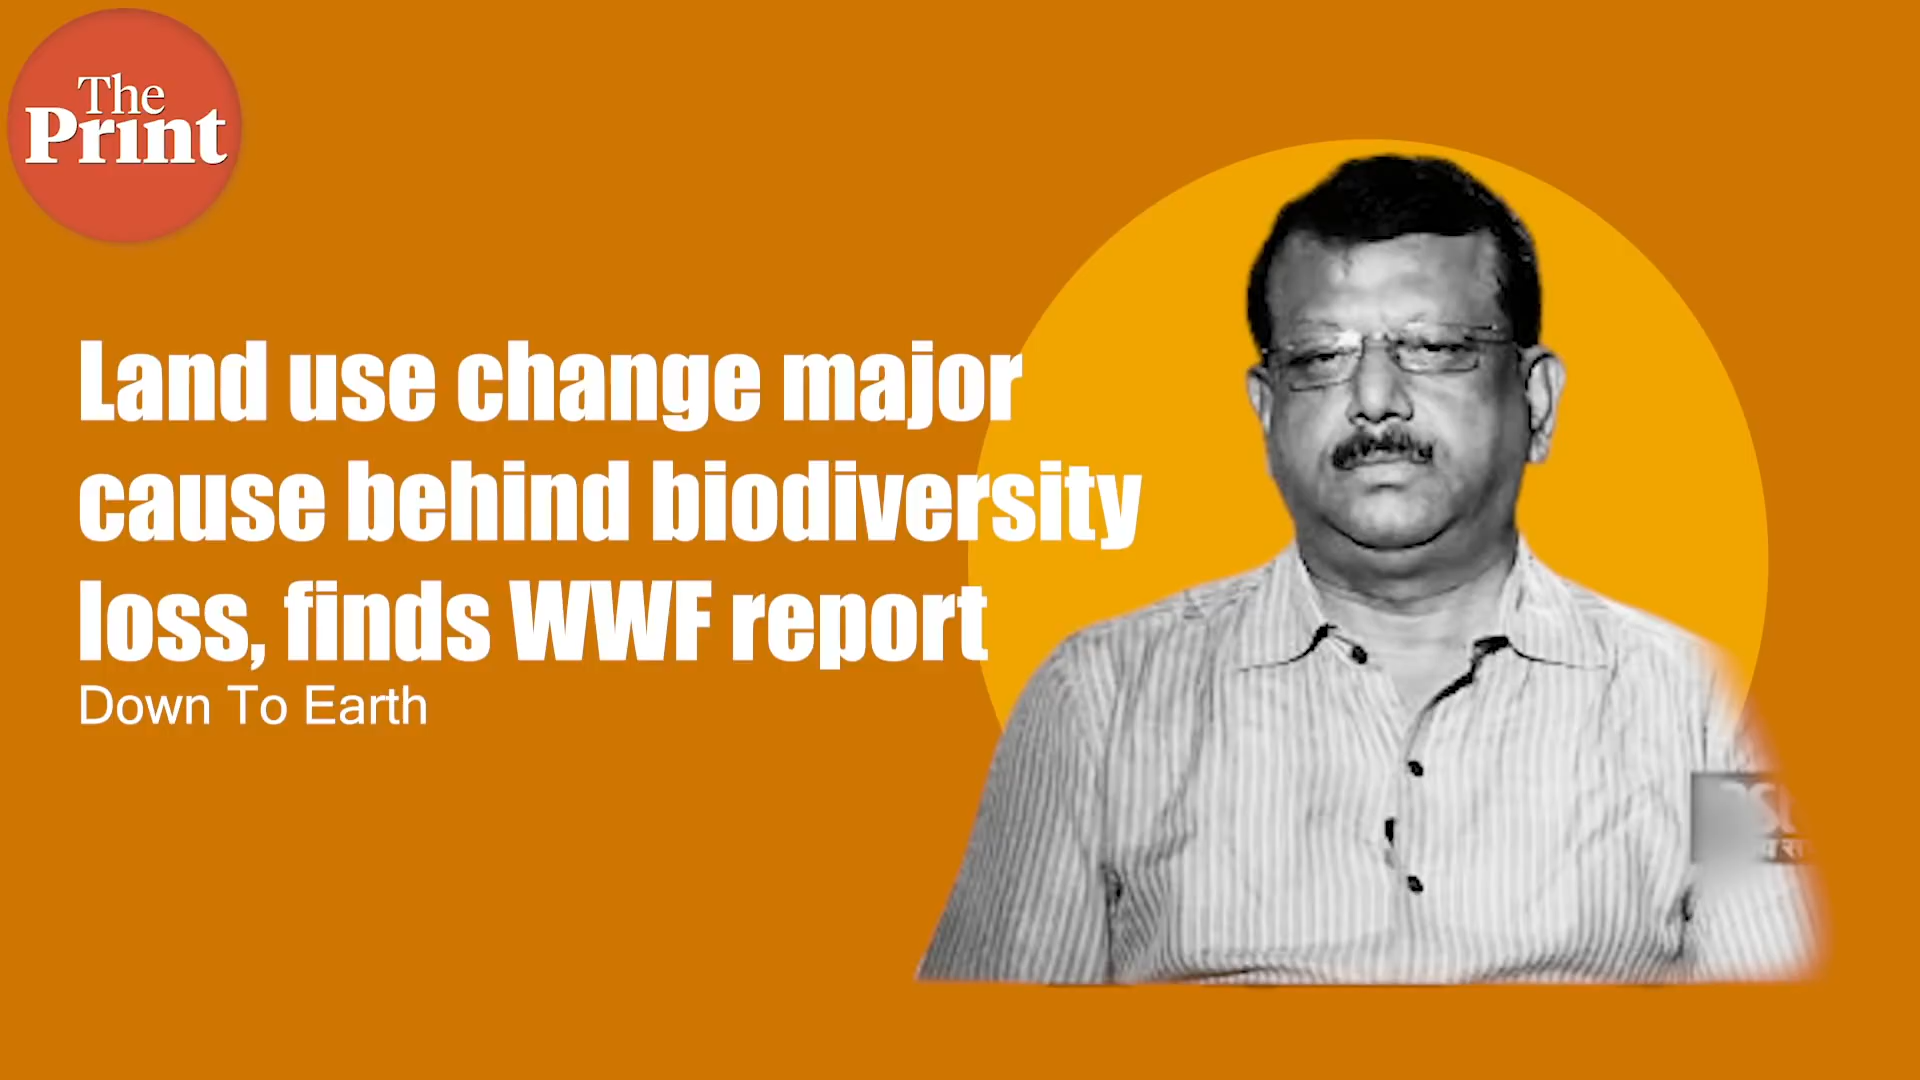 The
Print
Land use change major
cause behind biodiversity
loss, finds WWF report
Down To Earth